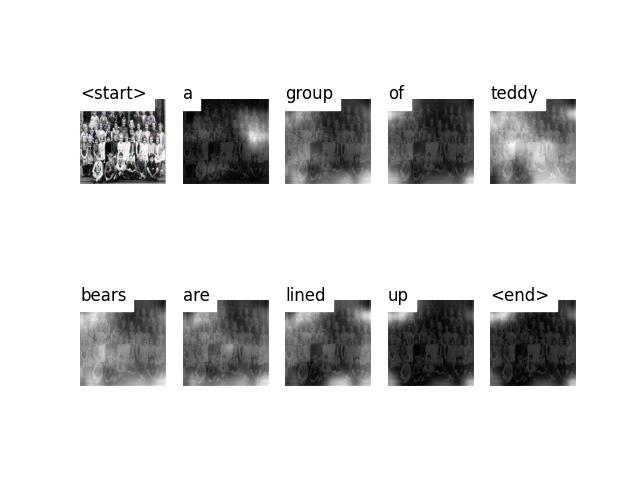 <start> a group of teddy
bears are lined up <end>